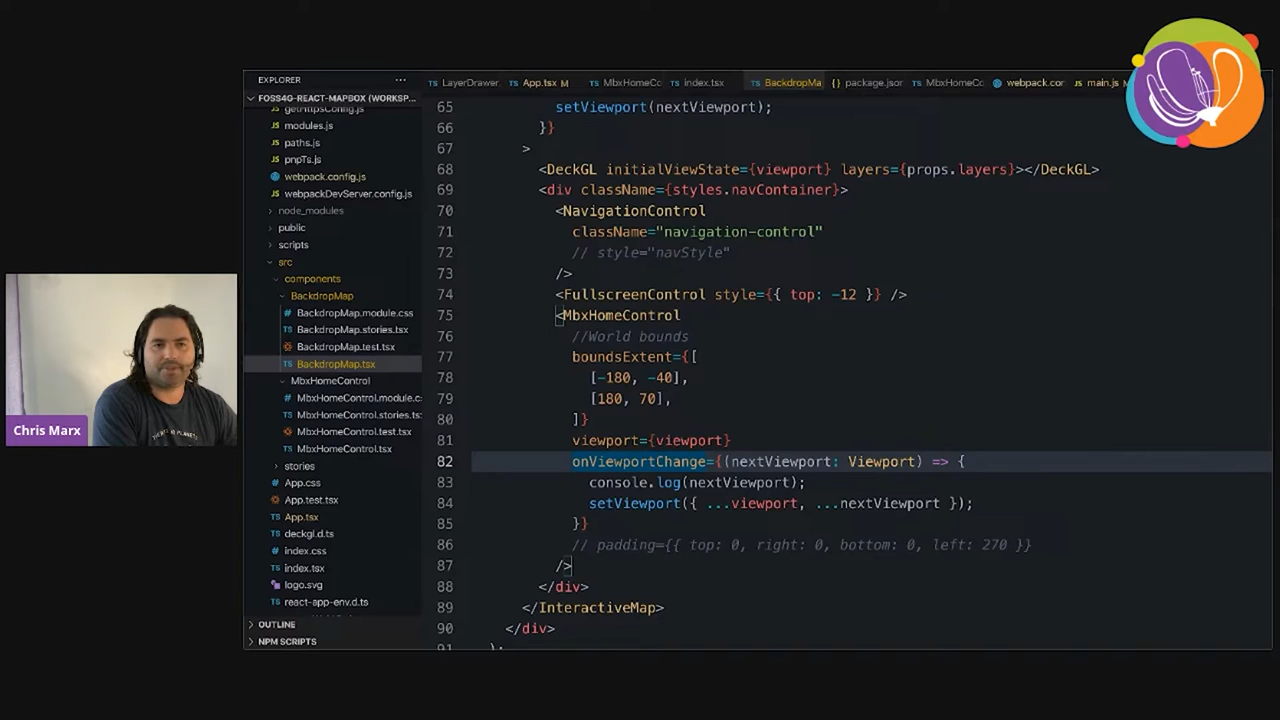 EXPLORER
...
FOSS4G-REACT-MAPBOX (WORKSP...
getHttpsConfig.js
modules.js
paths.js
pnpTs.js
webpack.config.js
webpackDevServer.config.js
node_modules
public
scripts
src
components
BackdropMap
BackdropMap.module.css
BackdropMap.stories.tsx
BackdropMap.test.tsx
BackdropMap.tsx
MbxHomeControl
MbxHomeControl.module.c
MbxHomeControl.stories.ts
MbxHomeControl.test.tsx
MbxHomeControl.tsx
stories
App.css
App.test.tsx
App.tsx
deckgl.d.ts
index.css
index.tsx
logo.svg
react-app-env.d.ts
OUTLINE
NPM SCRIPTS
LayerDrawer App.tsx M MbxHomeCc index.tsx BackdropMa package.jsor MbxHomeCc webpack.cor main.js
65 setViewport(nextViewport);
66 }}
67 >
68 <DeckGL initialViewState={viewport} layers={props.layers}></DeckGL>
69 <div className={styles.navContainer}>
70 <NavigationControl
71 className="navigation-control"
72 // style="navStyle"
73 />
74 <FullscreenControl style={{ top: -12 }} />
75 <MbxHomeControl
76 //World bounds
77 boundsExtent={[
78 [-180, -40],
79 [180, 70],
80 ]}
81 viewport={viewport}
82 onViewportChange={(nextViewport: Viewport) => {
83 console.log(nextViewport);
84 setViewport({ ...viewport, ...nextViewport });
85 }}
86 // padding={{ top: 0, right: 0, bottom: 0, left: 270 }}
87 />
88 </div>
89 </InteractiveMap>
90 </div>
91 );
Chris Marx